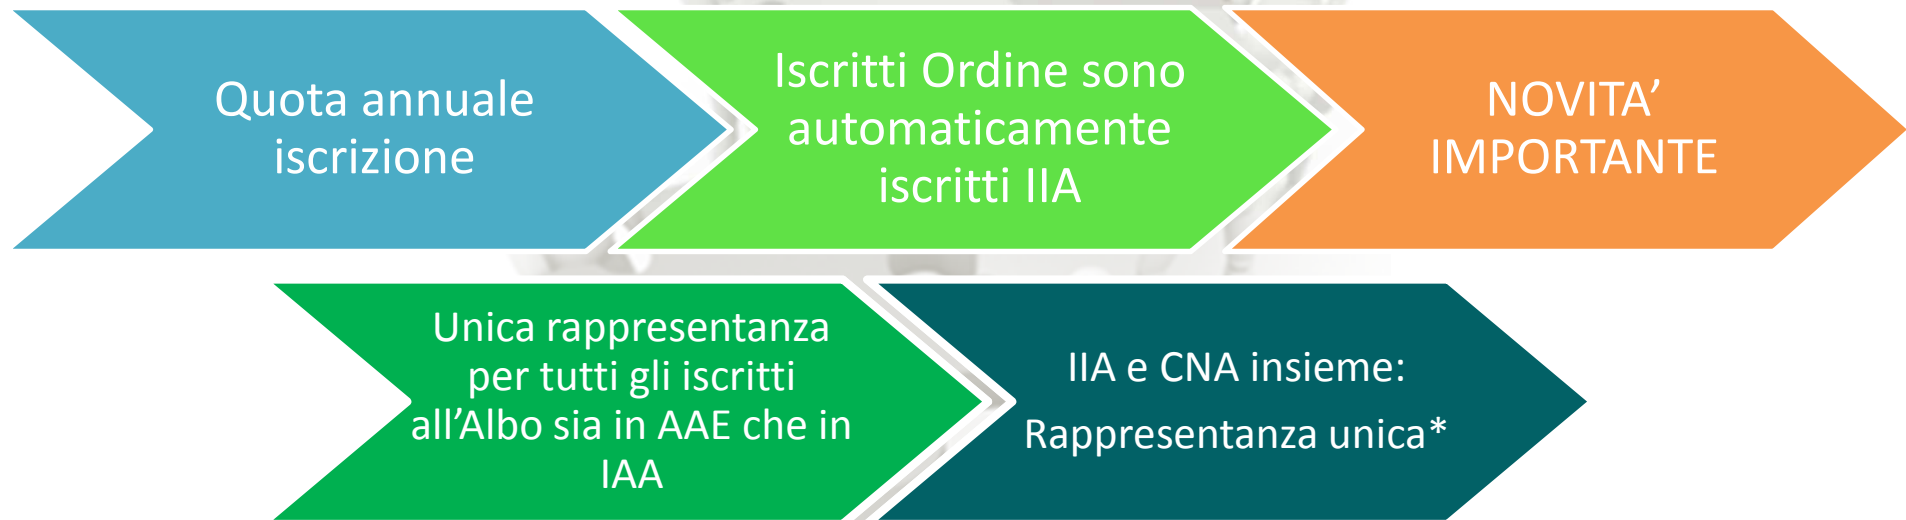 Quota annuale
iscrizione
Iscritti Ordine sono
automaticamente
iscritti IIA
NOVITA’
IMPORTANTE
Unica rappresentanza
per tutti gli iscritti
all’Albo sia in AAE che in
IAA
IIA e CNA insieme:
Rappresentanza unica*